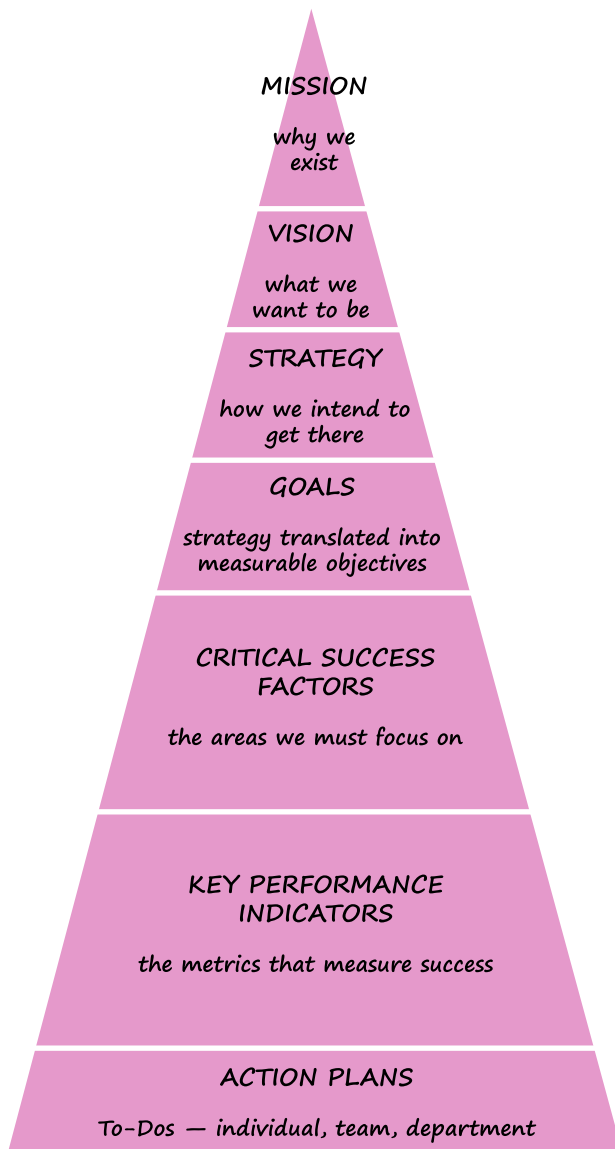 MISSION
why we
exist
VISION
what we
want to be
STRATEGY
how we intend to
get there
GOALS
strategy translated into
measurable objectives
CRITICAL SUCCESS
FACTORS
the areas we must focus on
KEY PERFORMANCE
INDICATORS
the metrics that measure success
ACTION PLANS
To-Dos — individual, team, department